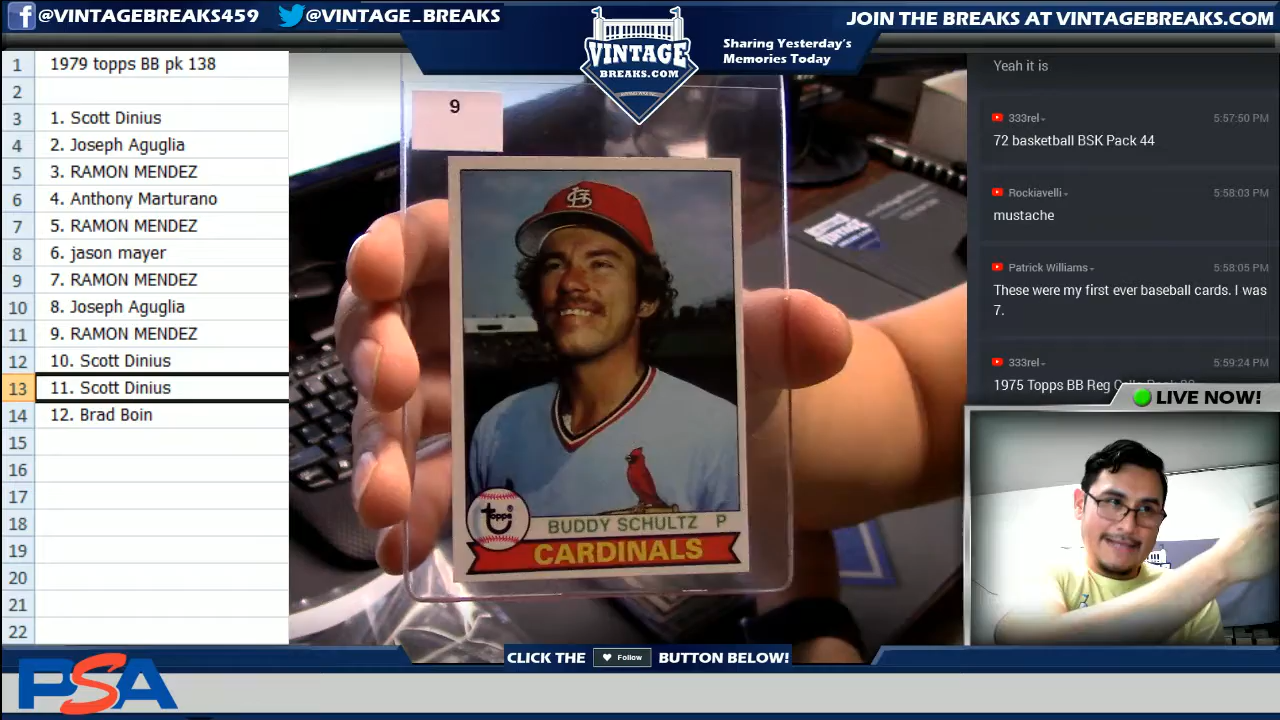 @VINTAGEBREAKS459
@VINTAGE_BREAKS
VINTAGE
BREAKS.COM
Sharing Yesterday's
Memories Today
JOIN THE BREAKS AT VINTAGEBREAKS.COM
1 1979 topps BB pk 138
2
3 1. Scott Dinius
4 2. Joseph Aguglia
5 3. RAMON MENDEZ
6 4. Anthony Marturano
7 5. RAMON MENDEZ
8 6. jason mayer
9 7. RAMON MENDEZ
10 8. Joseph Aguglia
11 9. RAMON MENDEZ
12 10. Scott Dinius
13 11. Scott Dinius
14 12. Brad Boin
15
16
17
18
19
20
21
22
9
STL
topps
BUDDY SCHULTZ P
CARDINALS
VINTAGE
Yeah it is
333rel 5:57:50 PM
72 basketball BSK Pack 44
Rockiavelli 5:58:03 PM
mustache
Patrick Williams 5:58:05 PM
These were my first ever baseball cards. I was
7.
333rel 5:59:24 PM
1975 Topps BB Reg
LIVE NOW!
CLICK THE Follow BUTTON BELOW!
PSA